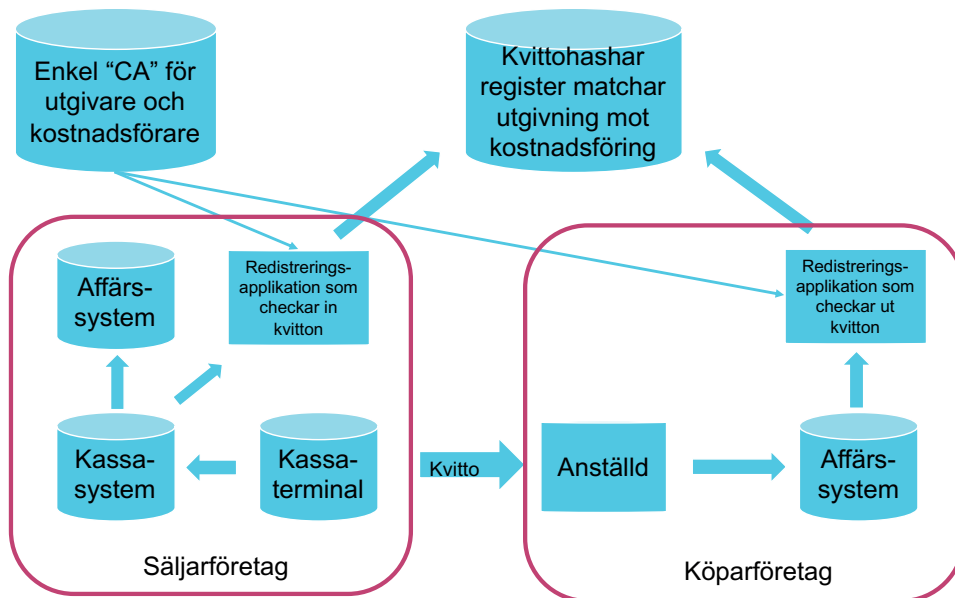 Enkel “CA” för
utgivare och
kostnadsförare
Kvittohashar
register matchar
utgivning mot
kostnadsföring
Affärs-
system
Redistrerings-
applikation som
checkar in
kvitton
Kassa-
system
Kassa-
terminal
Säljarföretag
Kvitto
Redistrerings-
applikation som
checkar ut
kvitton
Anställd
Affärs-
system
Köparföretag